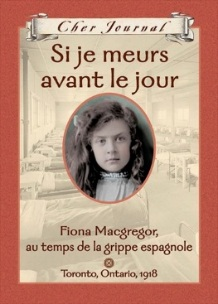 Cher Journal
Si je meurs
avant le jour
Fiona Macgregor,
au temps de la grippe espagnole
Toronto, Ontario, 1918